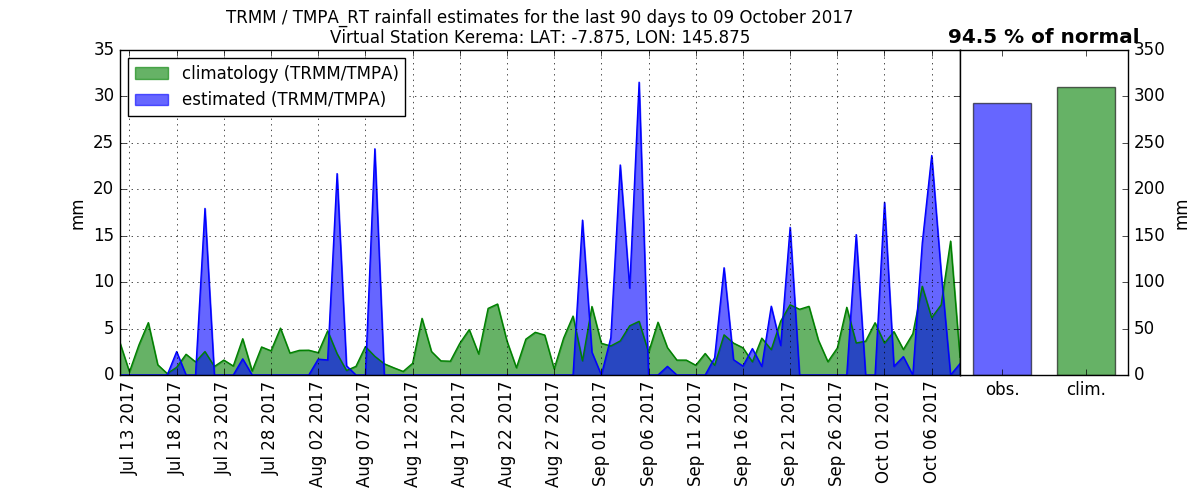 TRMM / TMPA_RT rainfall estimates for the last 90 days to 09 October 2017
Virtual Station Kerema: LAT: -7.875, LON: 145.875
94.5 % of normal
climatology (TRMM/TMPA)
estimated (TRMM/TMPA)
35
30
25
20
15
10
5
0
mm
350
300
250
200
150
100
50
0
mm
Jul 13 2017
Jul 18 2017
Jul 23 2017
Jul 28 2017
Aug 02 2017
Aug 07 2017
Aug 12 2017
Aug 17 2017
Aug 22 2017
Aug 27 2017
Sep 01 2017
Sep 06 2017
Sep 11 2017
Sep 16 2017
Sep 21 2017
Sep 26 2017
Oct 01 2017
Oct 06 2017
obs.
clim.